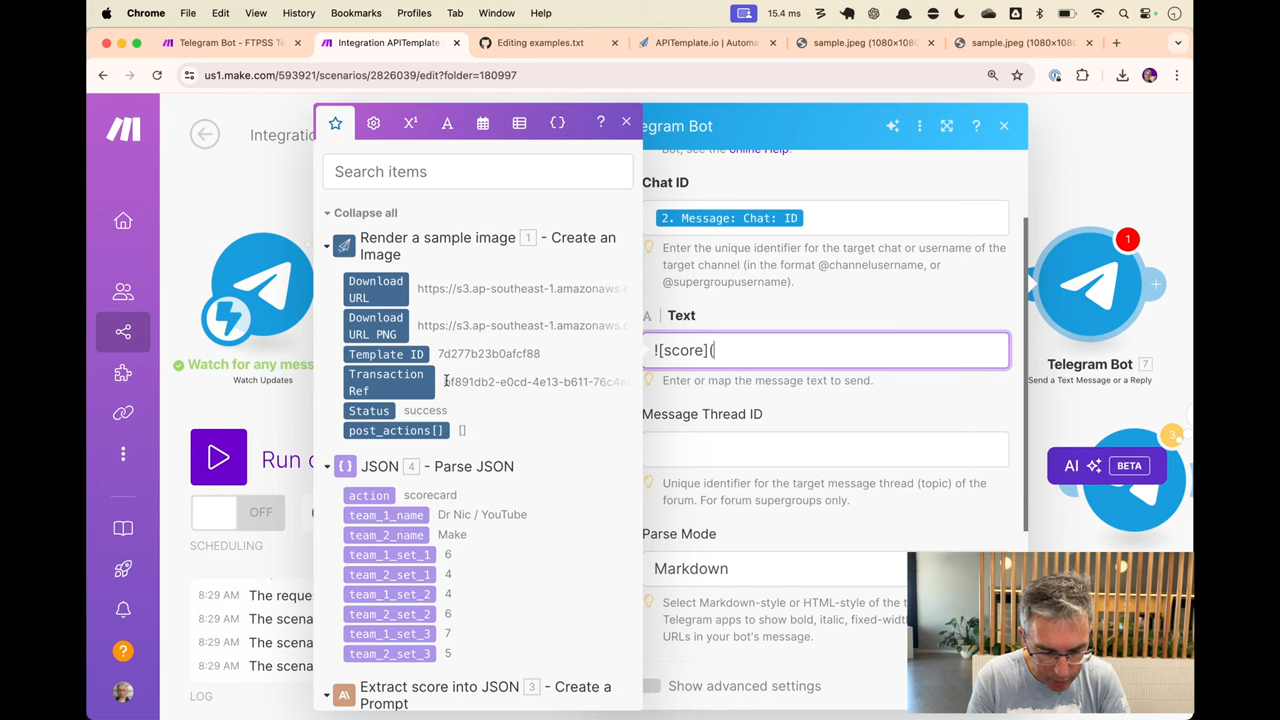 Chrome File Edit View History Bookmarks Profiles Tab Window Help 15.4 ms
Telegram Bot - FTPSS Te
Integration APITemplate.
Editing examples.txt
APITemplate.io | Automa
sample.jpeg (1080×1080
sample.jpeg (1080×1080
us1.make.com/593921/scenarios/2826039/edit?folder=180997
Integratio
Watch for any mess
Watch Updates
Run o
OFF
SCHEDULING
8:29 AM The reque
8:29 AM The scena
8:29 AM The scena
8:29 AM The scena
LOG
Search items
Collapse all
Render a sample image 1 - Create an
Image
Download
URL
https://s3.ap-southeast-1.amazonaws.c
Download
URL PNG
https://s3.ap-southeast-1.amazonaws.c
Template ID 7d277b23b0afcf88
Transaction
Ref
f891db2-e0cd-4e13-b611-76c4e
Status success
post_actions[] []
JSON 4 - Parse JSON
action scorecard
team_1_name Dr Nic / YouTube
team_2_name Make
team_1_set_1 6
team_2_set_1 4
team_1_set_2 4
team_2_set_2 6
team_1_set_3 7
team_2_set_3 5
Extract score into JSON 3 - Create a
Prompt
egram Bot
Bot, see the online Help.
Chat ID
2. Message: Chat: ID
Enter the unique identifier for the target chat or username of the
target channel (in the format @channelusername, or
@supergroupusername).
A Text
![score](
Enter or map the message text to send.
Message Thread ID
Unique identifier for the target message thread (topic) of the
forum. For forum supergroups only.
Parse Mode
Markdown
Select Markdown-style or HTML-style of the t
Telegram apps to show bold, italic, fixed-widt
URLs in your bot's message.
Show advanced settings
1
Telegram Bot 7
Send a Text Message or a Reply
3
AI BETA